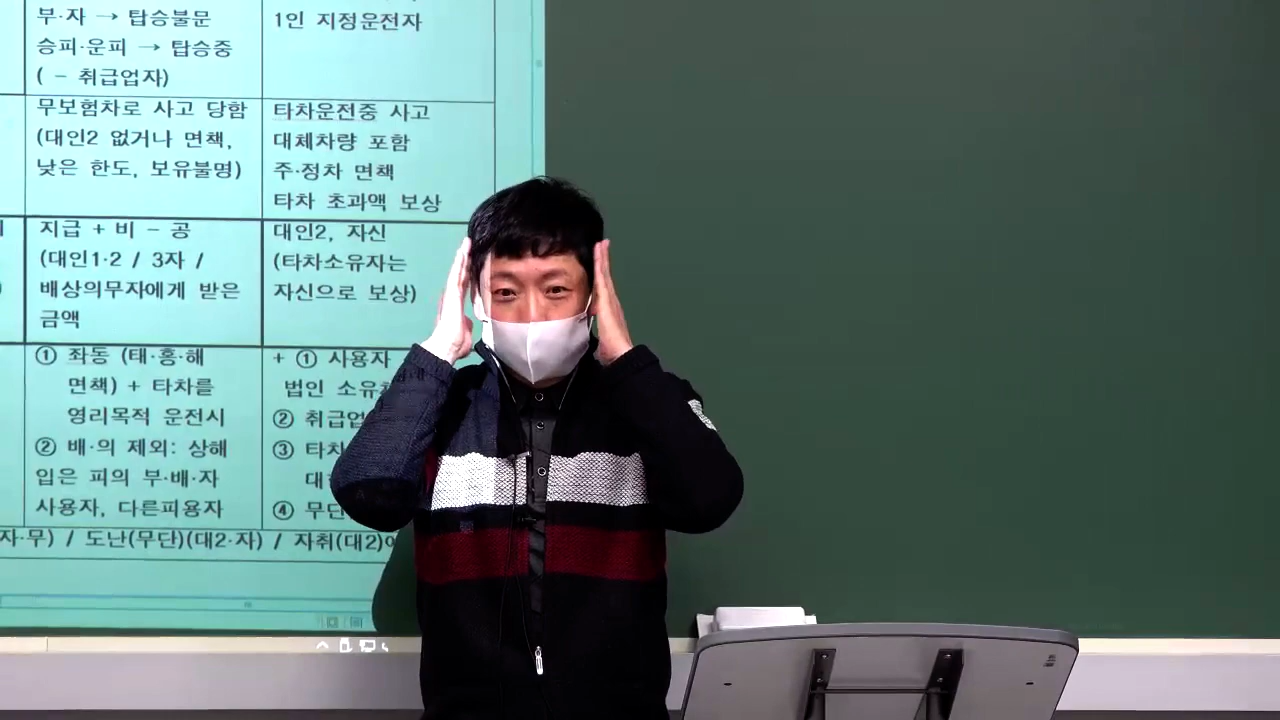 부·자 → 탑승불문
승피·운피 → 탑승중
( - 취급업자)
1인 지정운전자
무보험차로 사고 당함
(대인2 없거나 면책,
낮은 한도, 보유불명)
타차운전중 사고
대체차량 포함
주·정차 면책
타차 초과액 보상
지급 + 비 - 공
(대인1·2 / 3자 /
배상의무자에게 받은
금액
대인2, 자신
(타차소유자는
자신으로 보상)
① 좌동 (태·홍·해
면책) + 타차를
영리목적 운전시
② 배·의 제외: 상해
입은 피의 부·배·자
사용자, 다른피용자
+ ① 사용자
법인 소유
② 취급업
③ 타차
④ 무단
자·무) / 도난(무단)(대2·자) / 자취(대2)